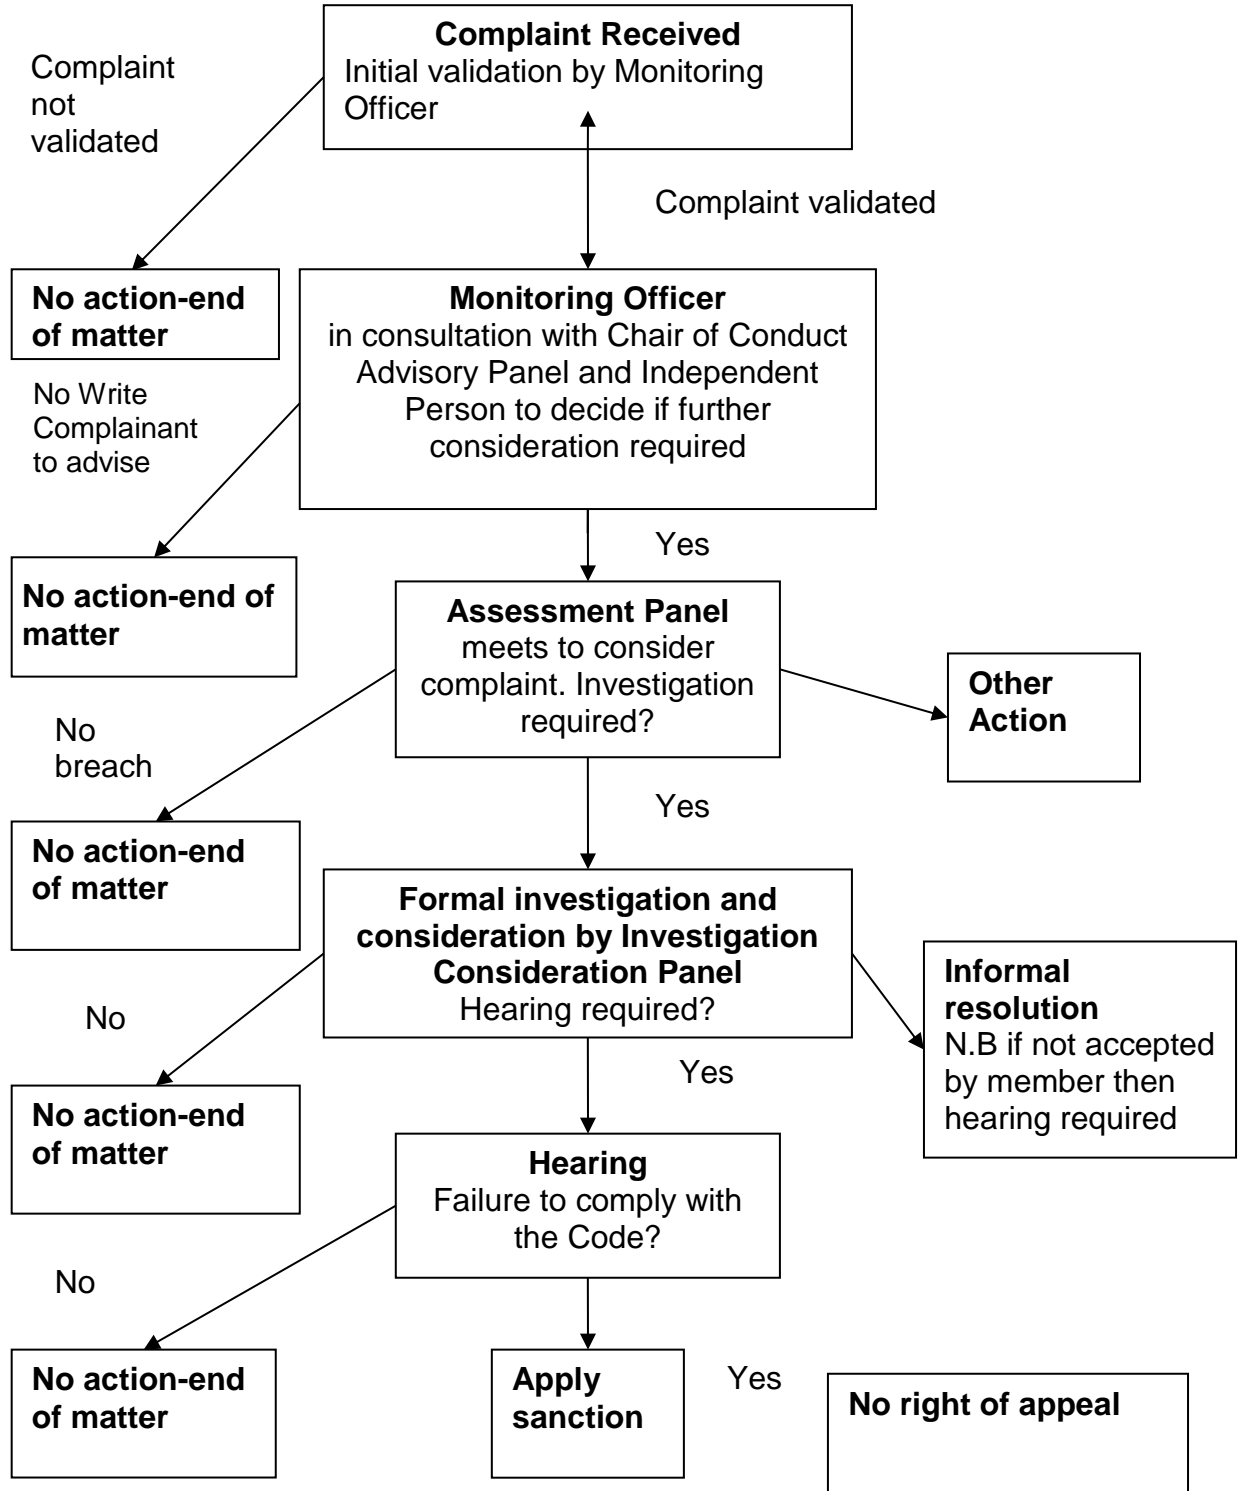 Complaint Received
Initial validation by Monitoring
Officer
Complaint
not
validated
Complaint validated
No action-end
of matter
Monitoring Officer
in consultation with Chair of Conduct
Advisory Panel and Independent
Person to decide if further
consideration required
No Write
Complainant
to advise
Yes
No action-end of
matter
Assessment Panel
meets to consider
complaint. Investigation
required?
Other
Action
No
breach
Yes
No action-end
of matter
Formal investigation and
consideration by Investigation
Consideration Panel
Hearing required?
Informal
resolution
N.B if not accepted
by member then
hearing required
No
Yes
No action-end
of matter
Hearing
Failure to comply with
the Code?
No
No action-end
of matter
Apply
sanction
Yes
No right of appeal